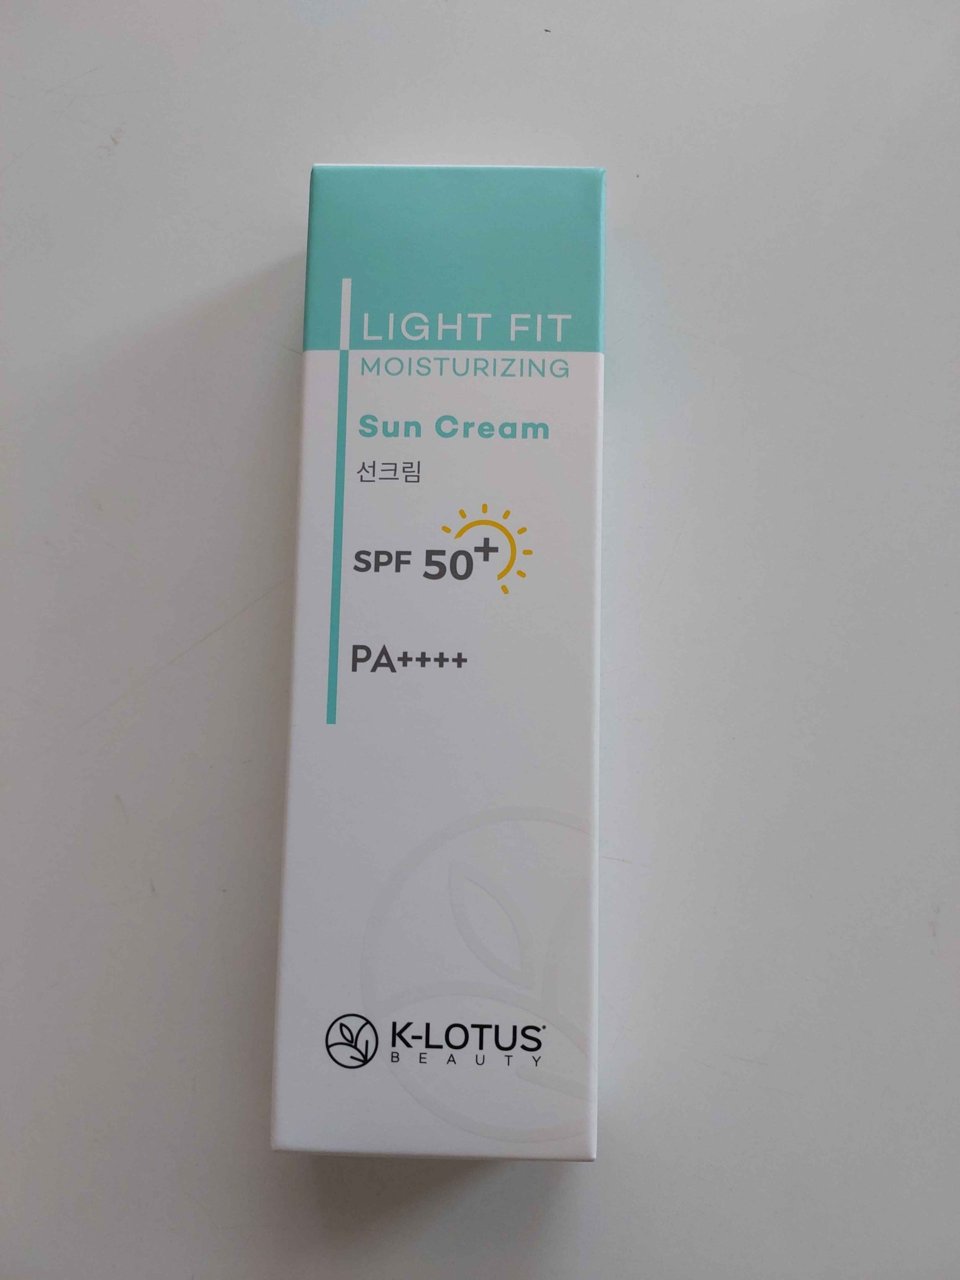 LIGHT FIT
MOISTURIZING
Sun Cream
선크림
SPF 50+
PA++++
K-LOTUS®
BEAUTY